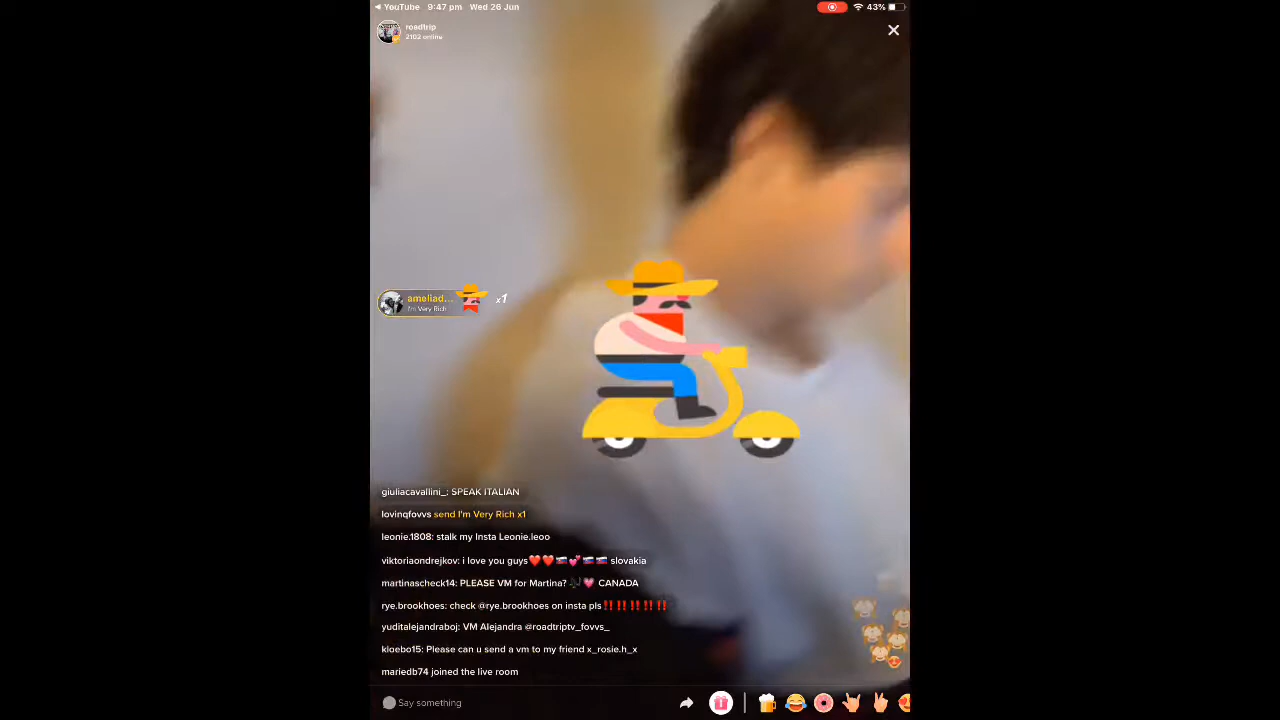 YouTube 9:47 pm Wed 26 Jun 43%
roadtrip
2102 online
ameliad... x1
I'm Very Rich
giuliacavallini_: SPEAK ITALIAN
lovinqfovvs send I'm Very Rich x1
leonie.1808: stalk my Insta Leonie.leoo
viktoriaondrejkov: i love you guys❤️❤️🇸🇰💕🇸🇰🇸🇰 slovakia
martinascheck14: PLEASE VM for Martina? 🎶💗 CANADA
rye.brookhoes: check @rye.brookhoes on insta pls‼️‼️‼️‼️‼️
yuditalejandraboj: VM Alejandra @roadtriptv_fovvs_
kloebo15: Please can u send a vm to my friend x_rosie.h_x
mariedb74 joined the live room
Say something